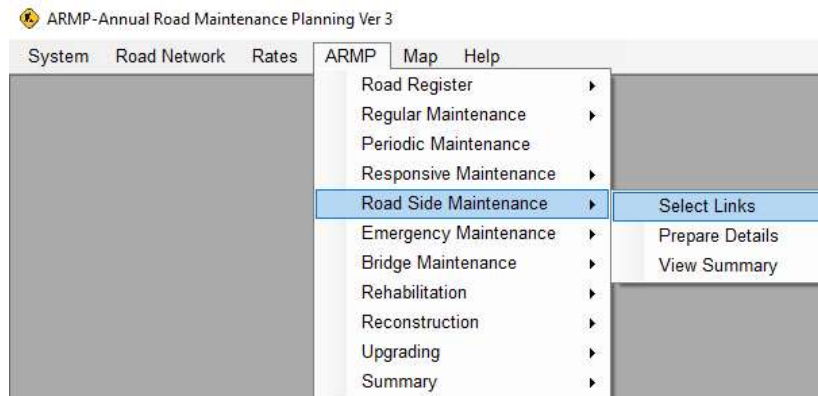 ARMP-Annual Road Maintenance Planning Ver 3
System Road Network Rates ARMP Map Help
Road Register
Regular Maintenance
Periodic Maintenance
Responsive Maintenance
Road Side Maintenance
Select Links
Emergency Maintenance
Prepare Details
Bridge Maintenance
View Summary
Rehabilitation
Reconstruction
Upgrading
Summary